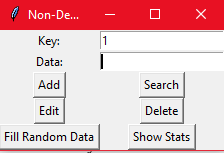 Non-De...
Key: 1
Data:
Add Search
Edit Delete
Fill Random Data Show Stats